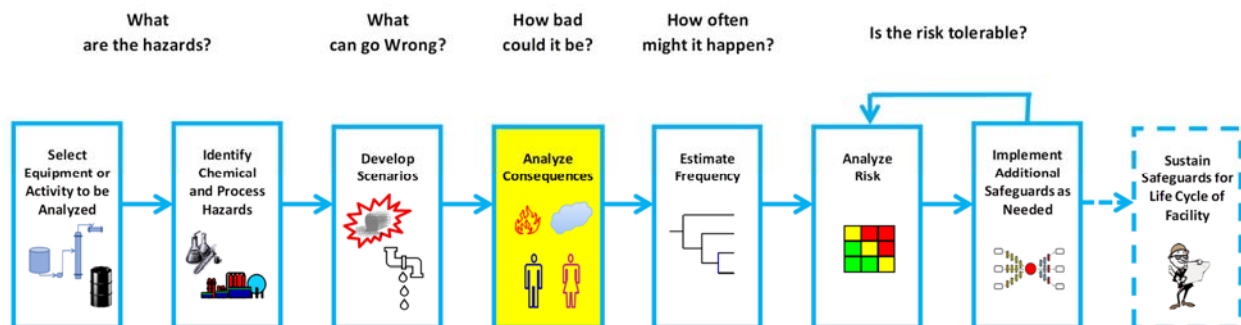 What
are the hazards?
What
can go Wrong?
How bad
could it be?
How often
might it happen?
Is the risk tolerable?
Select
Equipment or
Activity to be
Analyzed
Identify
Chemical
and Process
Hazards
Develop
Scenarios
Analyze
Consequences
Estimate
Frequency
Analyze
Risk
Implement
Additional
Safeguards as
Needed
Sustain
Safeguards for
Life Cycle of
Facility